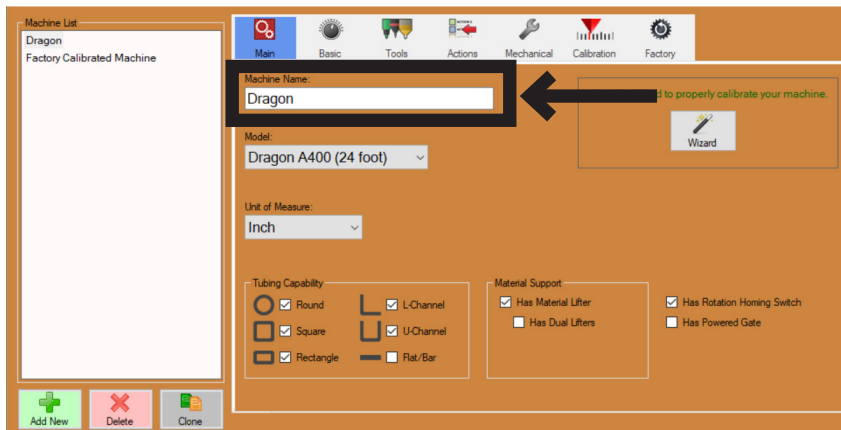 Machine List
Dragon
Factory Calibrated Machine
Main
Basic
Tools
Actions
Mechanical
Calibration
Factory
Machine Name:
Dragon
d to properly calibrate your machine.
Wizard
Model:
Dragon A400 (24 foot)
Unit of Measure:
Inch
Tubing Capability
Round
L-Channel
Square
U-Channel
Rectangle
Flat/Bar
Material Support
Has Material Lifter
Has Dual Lifters
Has Rotation Homing Switch
Has Powered Gate
Add New
Delete
Clone